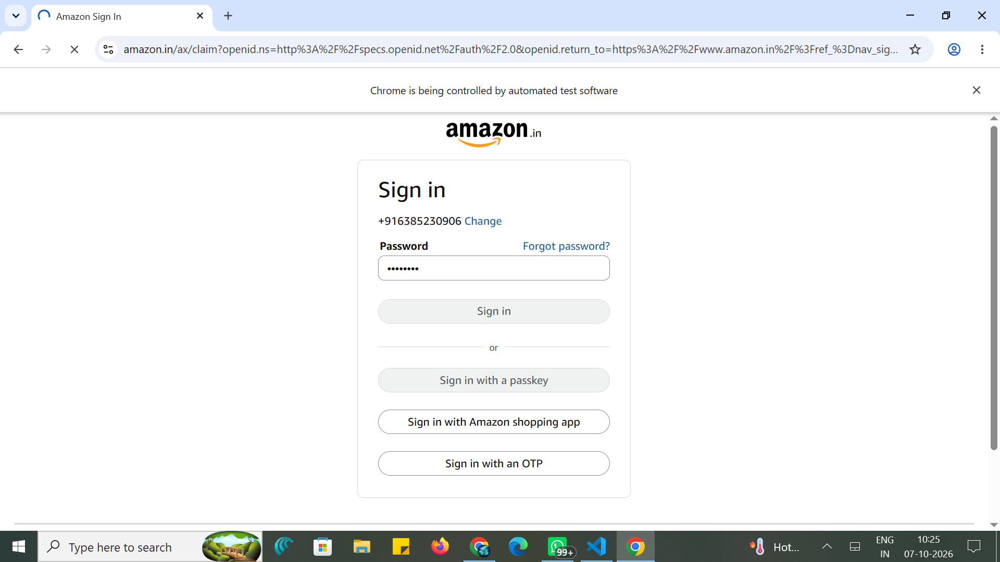 Amazon Sign In
amazon.in/ax/claim?openid.ns=http%3A%2F%2Fspecs.openid.net%2Fauth%2F2.0&openid.return_to=https%3A%2F%2Fwww.amazon.in%2F%3Fref_%3Dnav_sig...
Chrome is being controlled by automated test software
amazon.in
Sign in
+916385230906 Change
Password Forgot password?
••••••••
Sign in
or
Sign in with a passkey
Sign in with Amazon shopping app
Sign in with an OTP
Type here to search
99+
Hot...
ENG
IN
10:25
07-10-2026